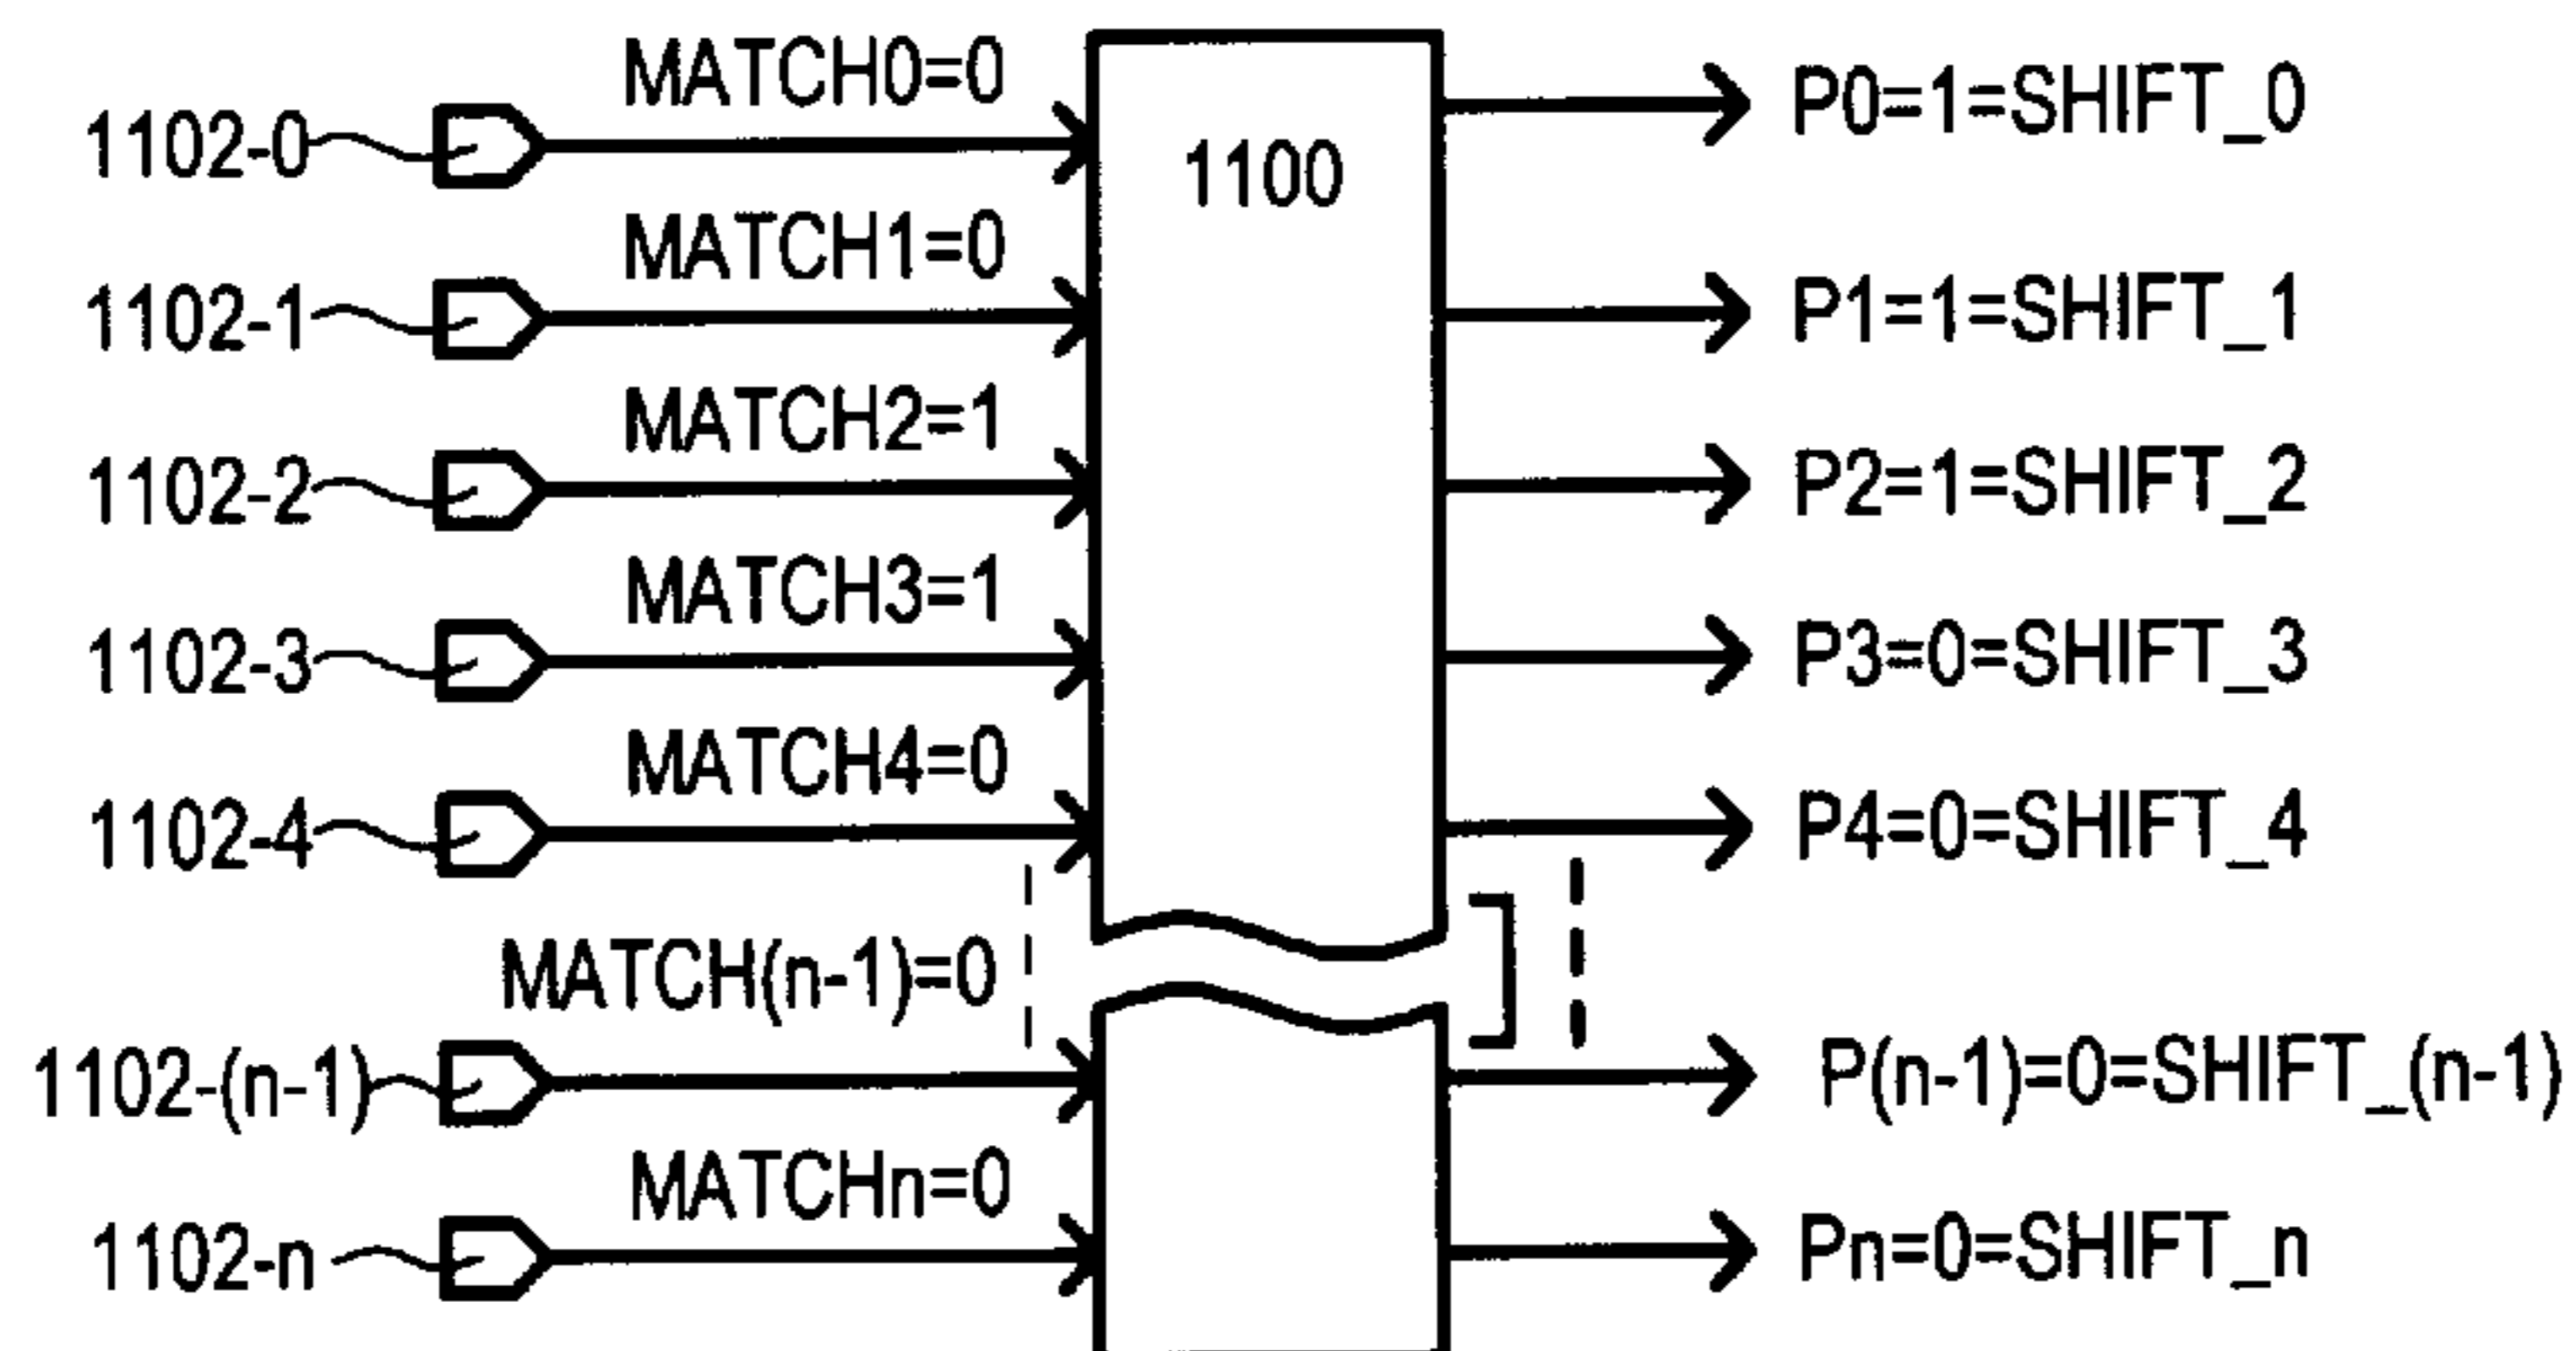 MATCH0=0
1102-0
1100
P0=1=SHIFT_0
MATCH1=0
1102-1
P1=1=SHIFT_1
MATCH2=1
1102-2
P2=1=SHIFT_2
MATCH3=1
1102-3
P3=0=SHIFT_3
MATCH4=0
1102-4
P4=0=SHIFT_4
MATCH(n-1)=0
1102-(n-1)
P(n-1)=0=SHIFT_(n-1)
MATCHn=0
1102-n
Pn=0=SHIFT_n